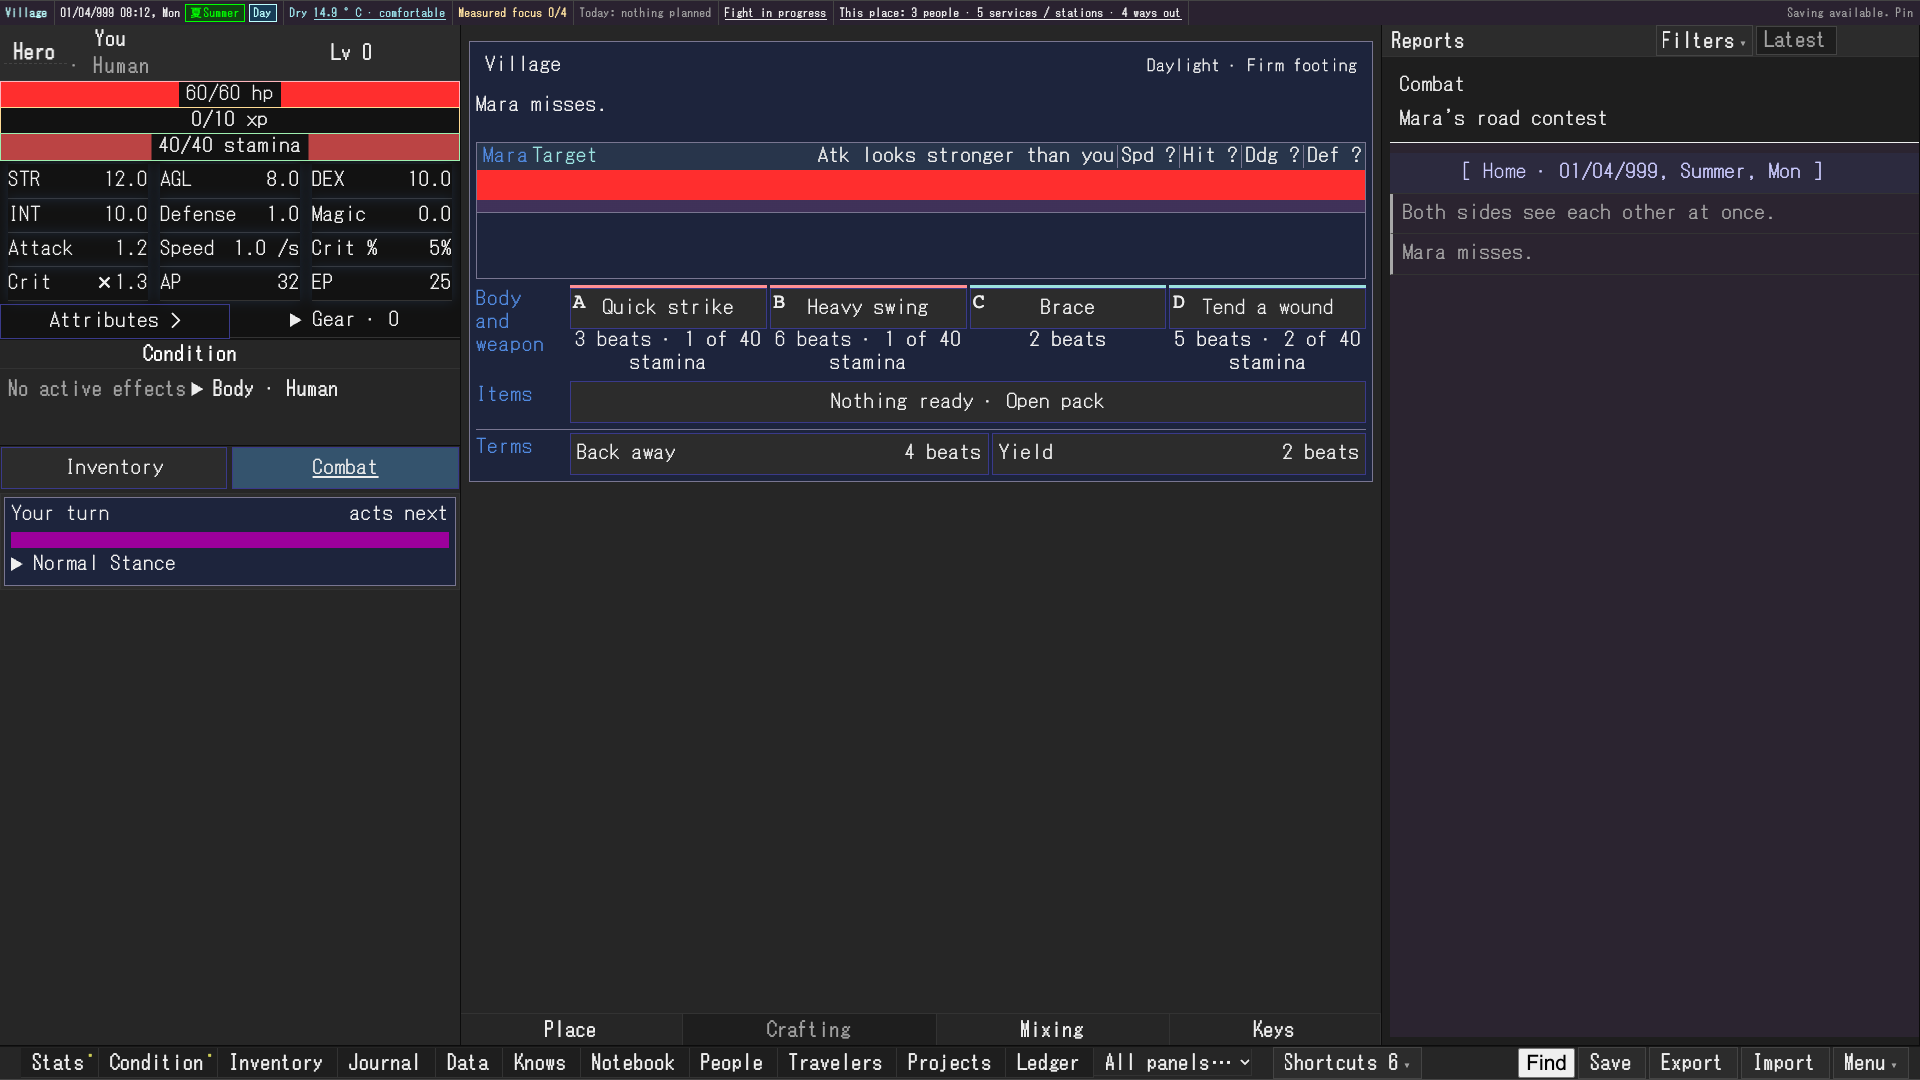 Village 01/04/999 08:12, Mon 夏Summer Day Dry 14.9 ° C · comfortable Measured focus 0/4 Today: nothing planned Fight in progress This place: 3 people · 5 services / stations · 4 ways out Saving available. Pin
Hero · You Human Lv 0
60/60 hp
0/10 xp
40/40 stamina
STR 12.0 AGL 8.0 DEX 10.0
INT 10.0 Defense 1.0 Magic 0.0
Attack 1.2 Speed 1.0 /s Crit % 5%
Crit ×1.3 AP 32 EP 25
Attributes > ▶ Gear · 0
Condition
No active effects ▶ Body · Human
Inventory Combat
Your turn acts next
▶ Normal Stance
Village Daylight · Firm footing
Mara misses.
Mara Target Atk looks stronger than you Spd ? Hit ? Ddg ? Def ?
Body and weapon
A Quick strike
3 beats · 1 of 40 stamina
B Heavy swing
6 beats · 1 of 40 stamina
C Brace
2 beats
D Tend a wound
5 beats · 2 of 40 stamina
Items Nothing ready · Open pack
Terms Back away 4 beats Yield 2 beats
Place Crafting Mixing Keys
Reports Filters Latest
Combat
Mara's road contest
[ Home · 01/04/999, Summer, Mon ]
Both sides see each other at once.
Mara misses.
Stats Condition Inventory Journal Data Knows Notebook People Travelers Projects Ledger All panels… Shortcuts 6 Find Save Export Import Menu